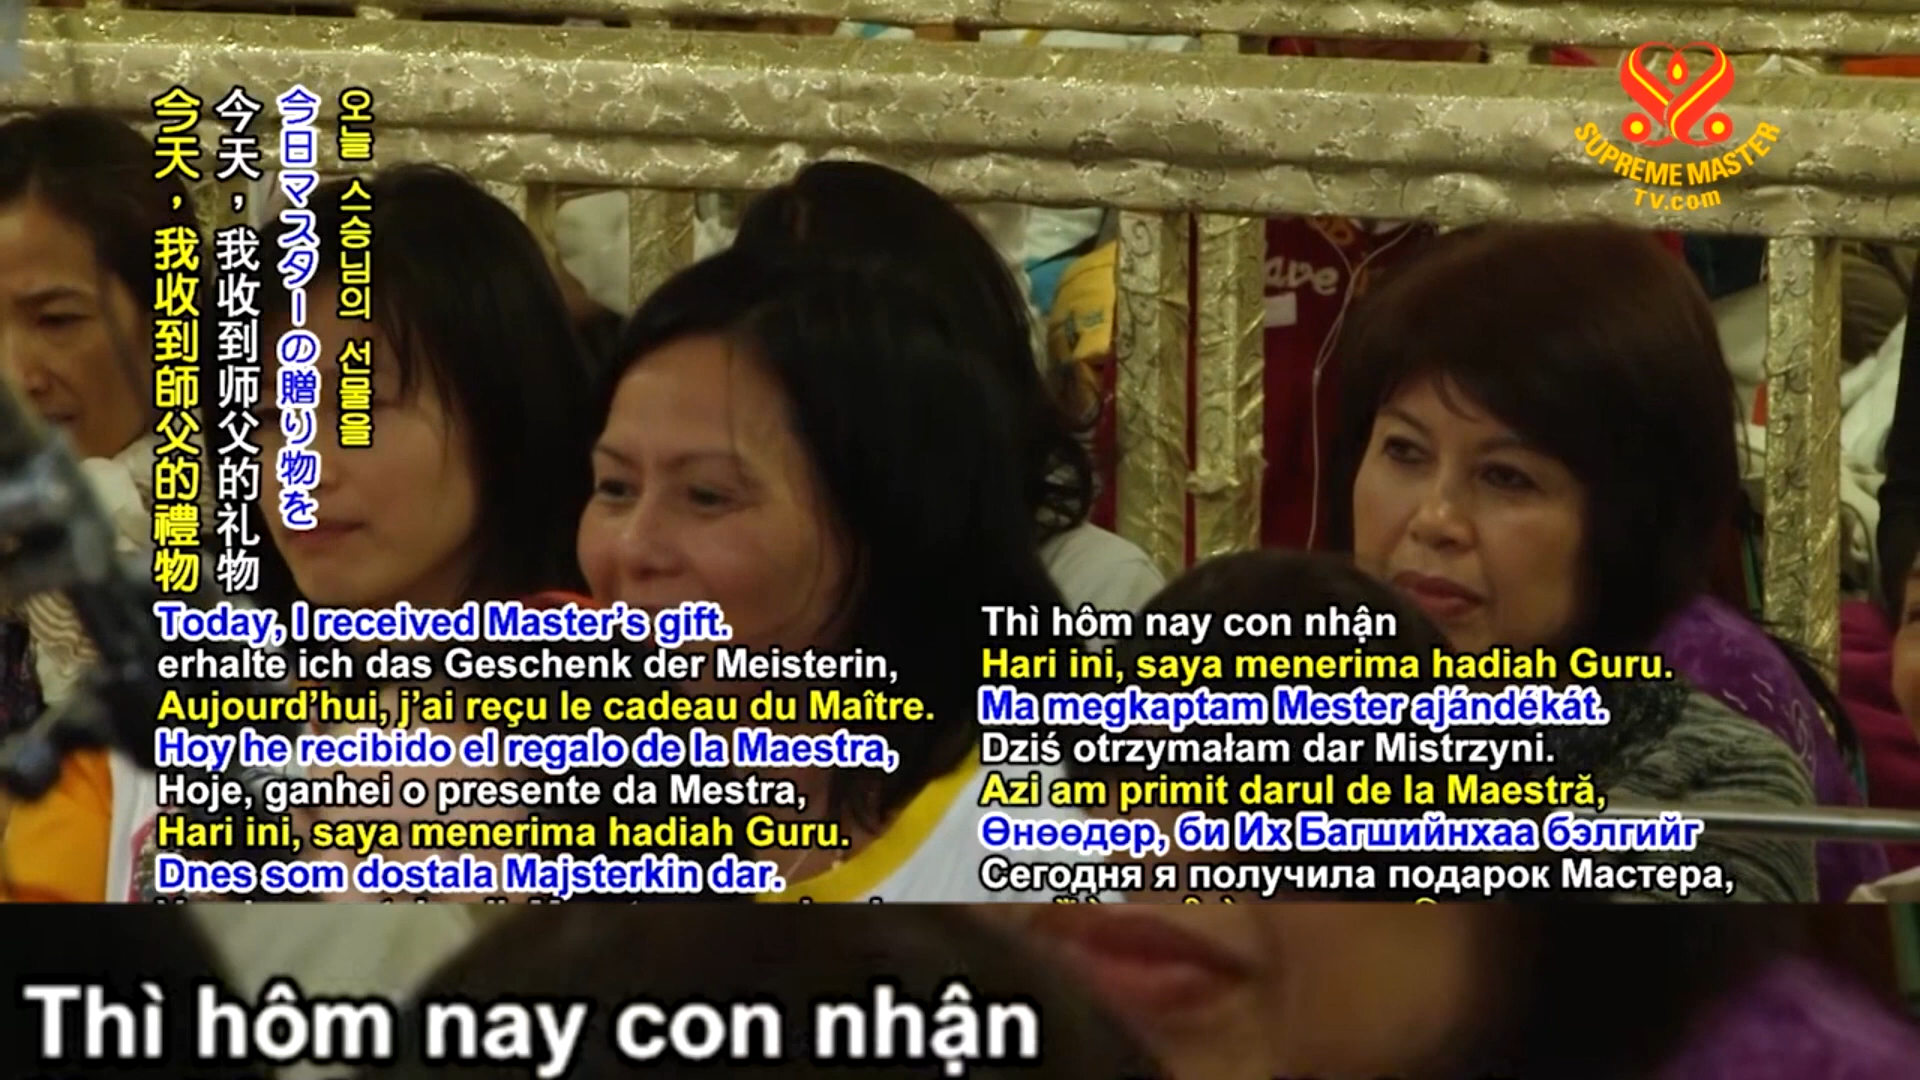 SUPREME MASTER
TV.com
오늘 스승님의 선물을
今日マスターの贈り物を
今天，我收到师父的礼物
今天，我收到師父的禮物
Today, I received Master's gift.
erhalte ich das Geschenk der Meisterin,
Aujourd'hui, j'ai reçu le cadeau du Maître.
Hoy he recibido el regalo de la Maestra,
Hoje, ganhei o presente da Mestra,
Hari ini, saya menerima hadiah Guru.
Dnes som dostala Majsterkin dar.
Thì hôm nay con nhận
Hari ini, saya menerima hadiah Guru.
Ma megkaptam Mester ajándékát.
Dziś otrzymałam dar Mistrzyni.
Azi am primit darul de la Maestră,
Өнөөдөр, би Их Багшийнхаа бэлгийг
Сегодня я получила подарок Мастера,
Thì hôm nay con nhận